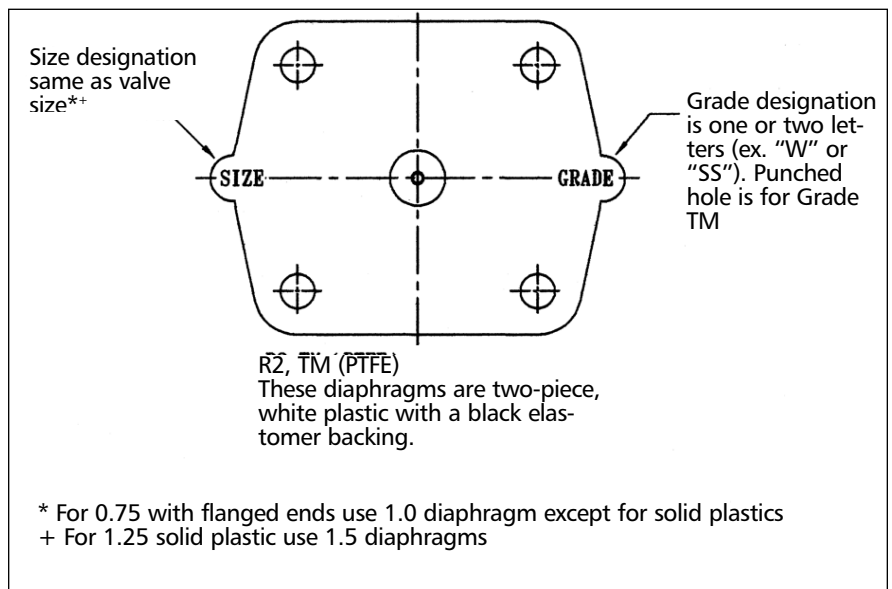 Size designation
same as valve
size*+
Grade designation
is one or two let-
ters (ex. “W” or
“SS”). Punched
hole is for Grade
TM
SIZE
GRADE
R2, TM (PTFE)
These diaphragms are two-piece,
white plastic with a black elas-
tomer backing.
* For 0.75 with flanged ends use 1.0 diaphragm except for solid plastics
+ For 1.25 solid plastic use 1.5 diaphragms